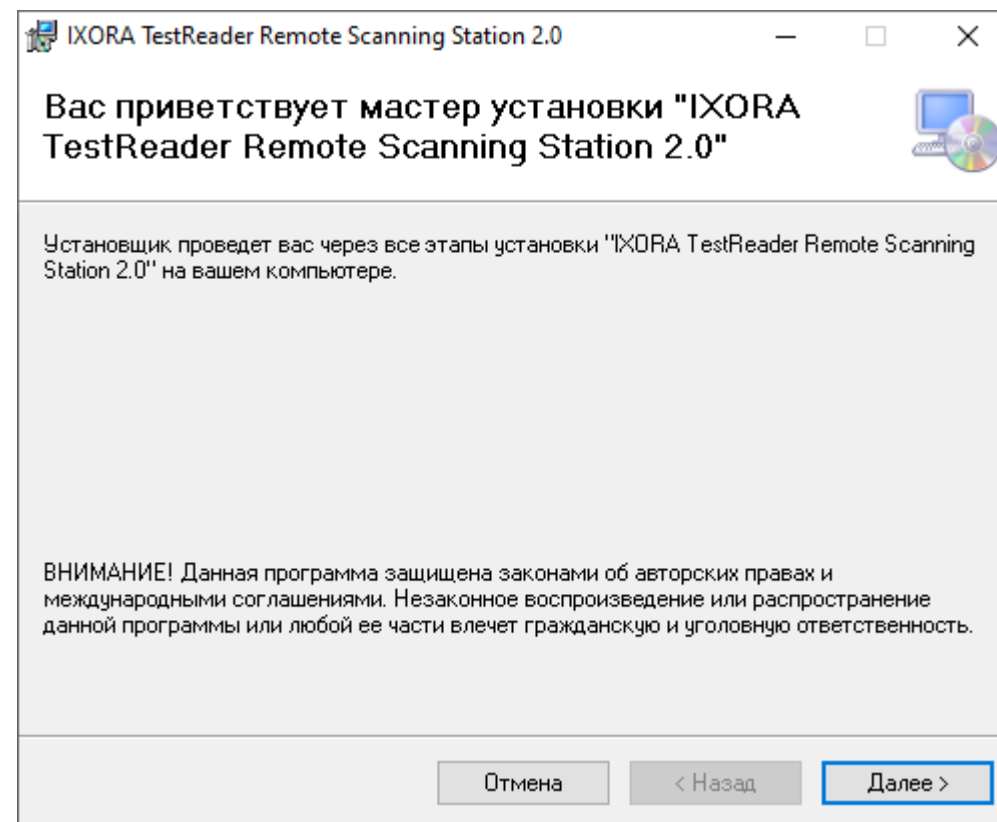 IXORA TestReader Remote Scanning Station 2.0
Вас приветствует мастер установки "IXORA
TestReader Remote Scanning Station 2.0"
Установщик проведет вас через все этапы установки "IXORA TestReader Remote Scanning
Station 2.0" на вашем компьютере.
ВНИМАНИЕ! Данная программа защищена законами об авторских правах и
международными соглашениями. Незаконное воспроизведение или распространение
данной программы или любой ее части влечет гражданскую и уголовную ответственность.
Отмена < Назад Далее >